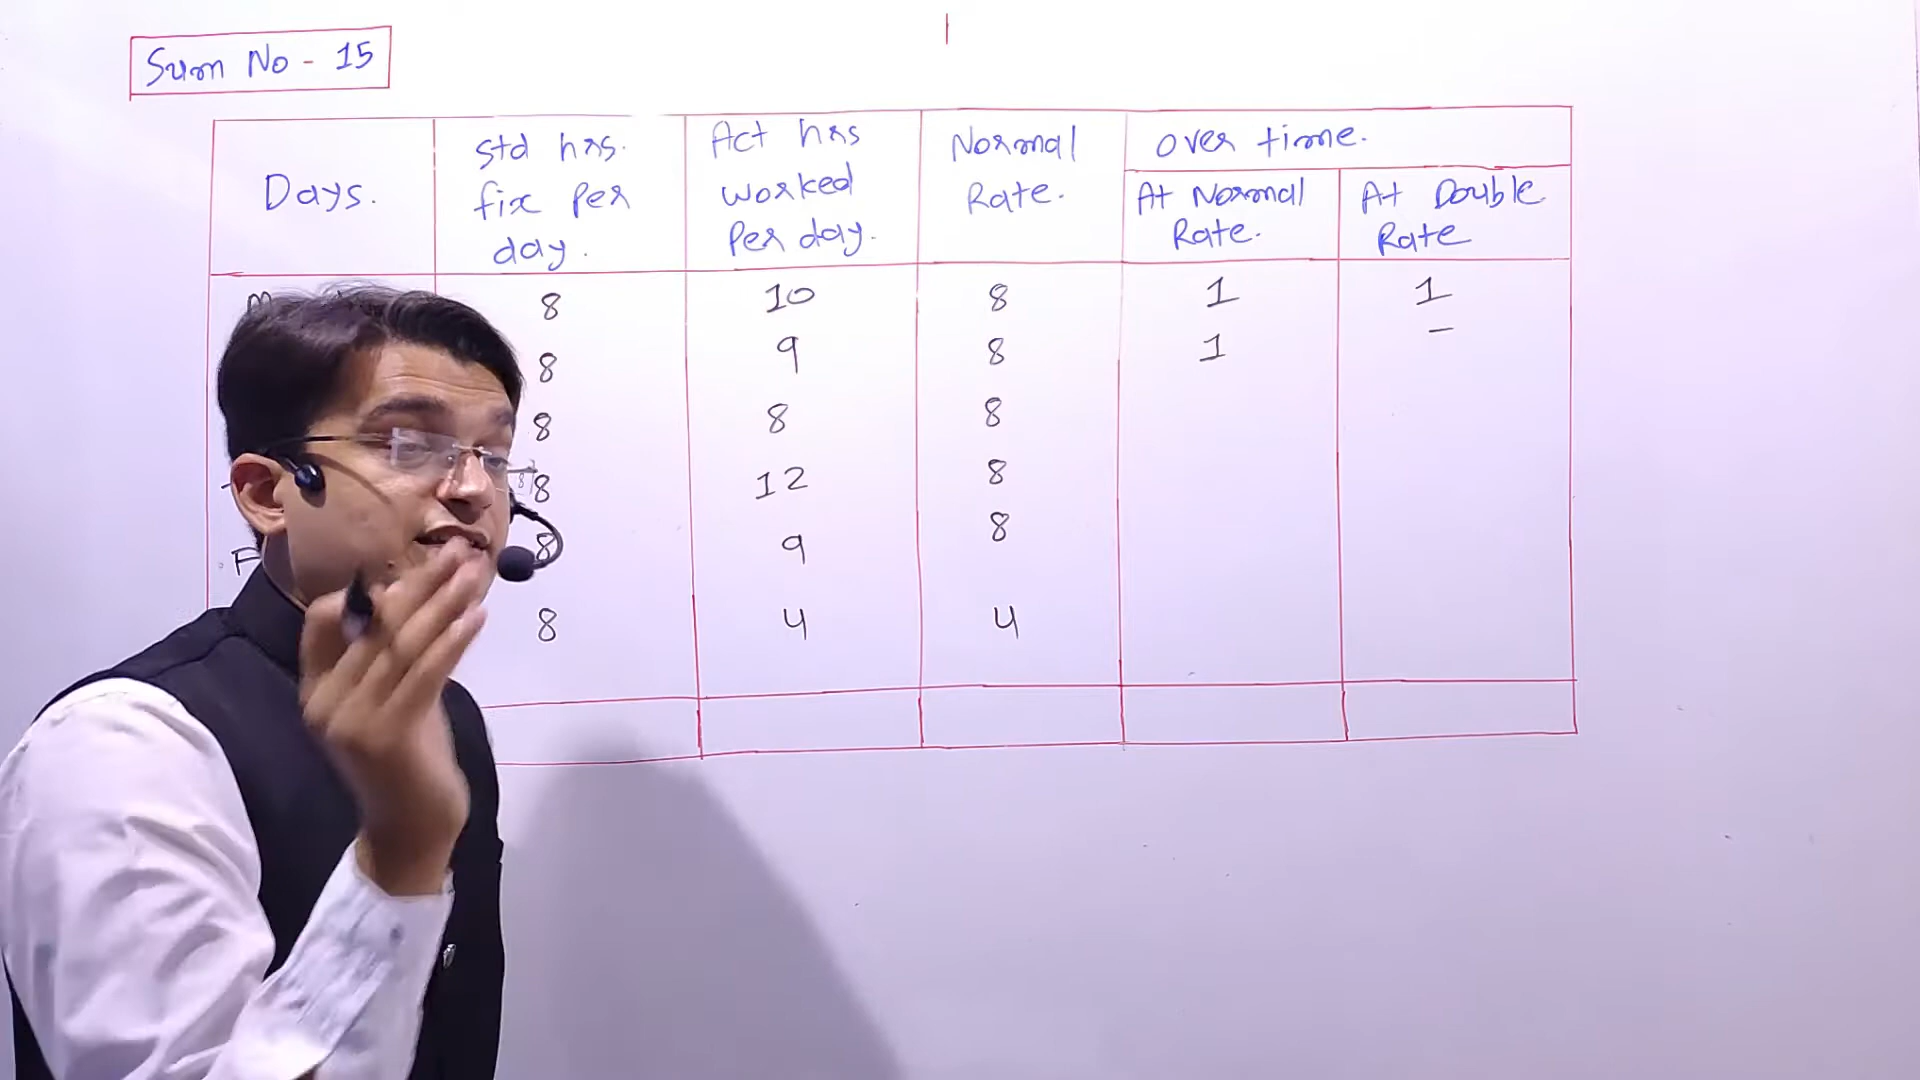 Sum No - 15
Days.
Std hrs.
fix per
day.
Act hrs
worked
Per day.
Normal
Rate.
over time.
At Normal
Rate.
At Double
Rate
8 10 8 1 1
8 9 8 1 -
8 8 8
8 12 8
F 8 9 8
8 4 4